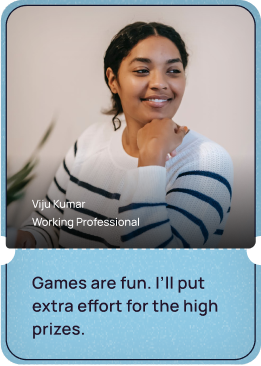 Viju Kumar
Working Professional
Games are fun. I'll put
extra effort for the high
prizes.